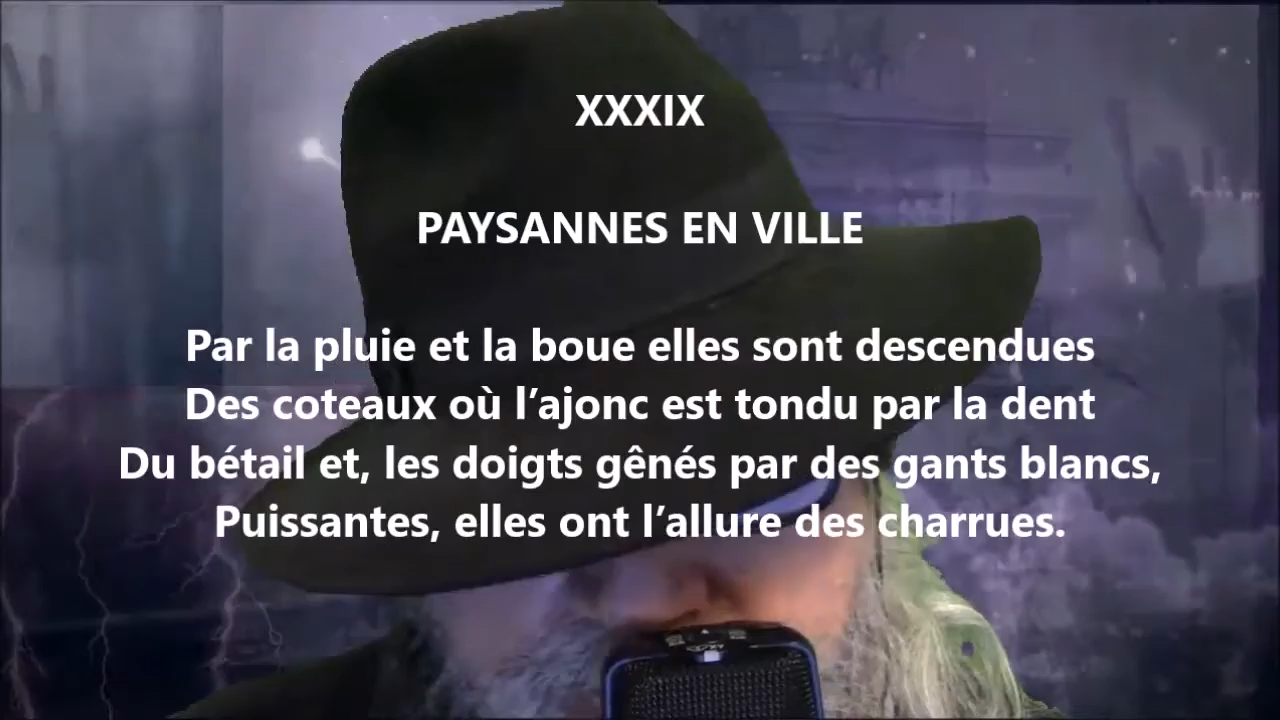 XXXIX
PAYSANNES EN VILLE
Par la pluie et la boue elles sont descendues
Des coteaux où l’ajonc est tondu par la dent
Du bétail et, les doigts gênés par des gants blancs,
Puissantes, elles ont l’allure des charrues.